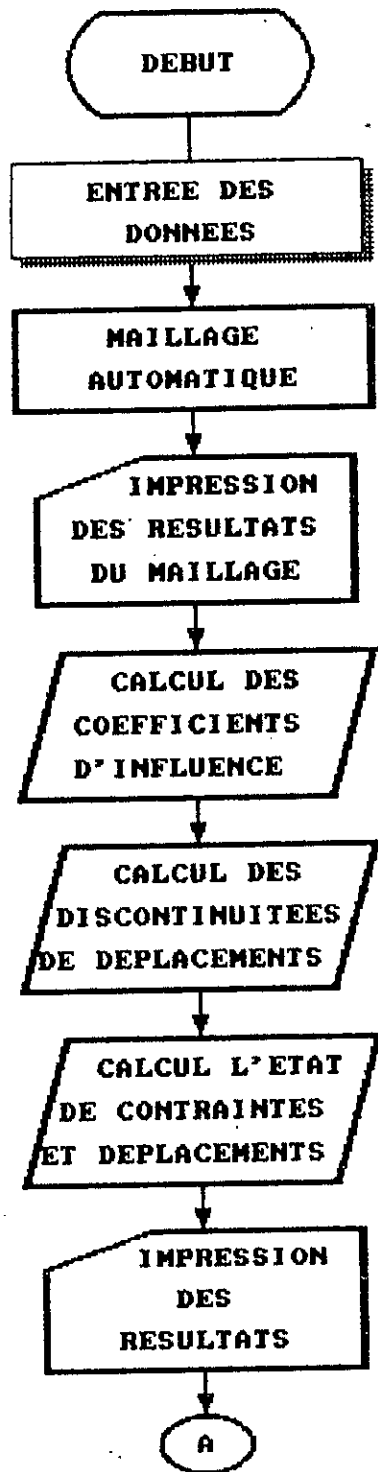 DEBUT
ENTREE DES
DONNEES
MAILLAGE
AUTOMATIQUE
IMPRESSION
DES RESULTATS
DU MAILLAGE
CALCUL DES
COEFFICIENTS
D'INFLUENCE
CALCUL DES
DISCONTINUITEES
DE DEPLACEMENTS
CALCUL L'ETAT
DE CONTRAINTES
ET DEPLACEMENTS
IMPRESSION
DES
RESULTATS
A